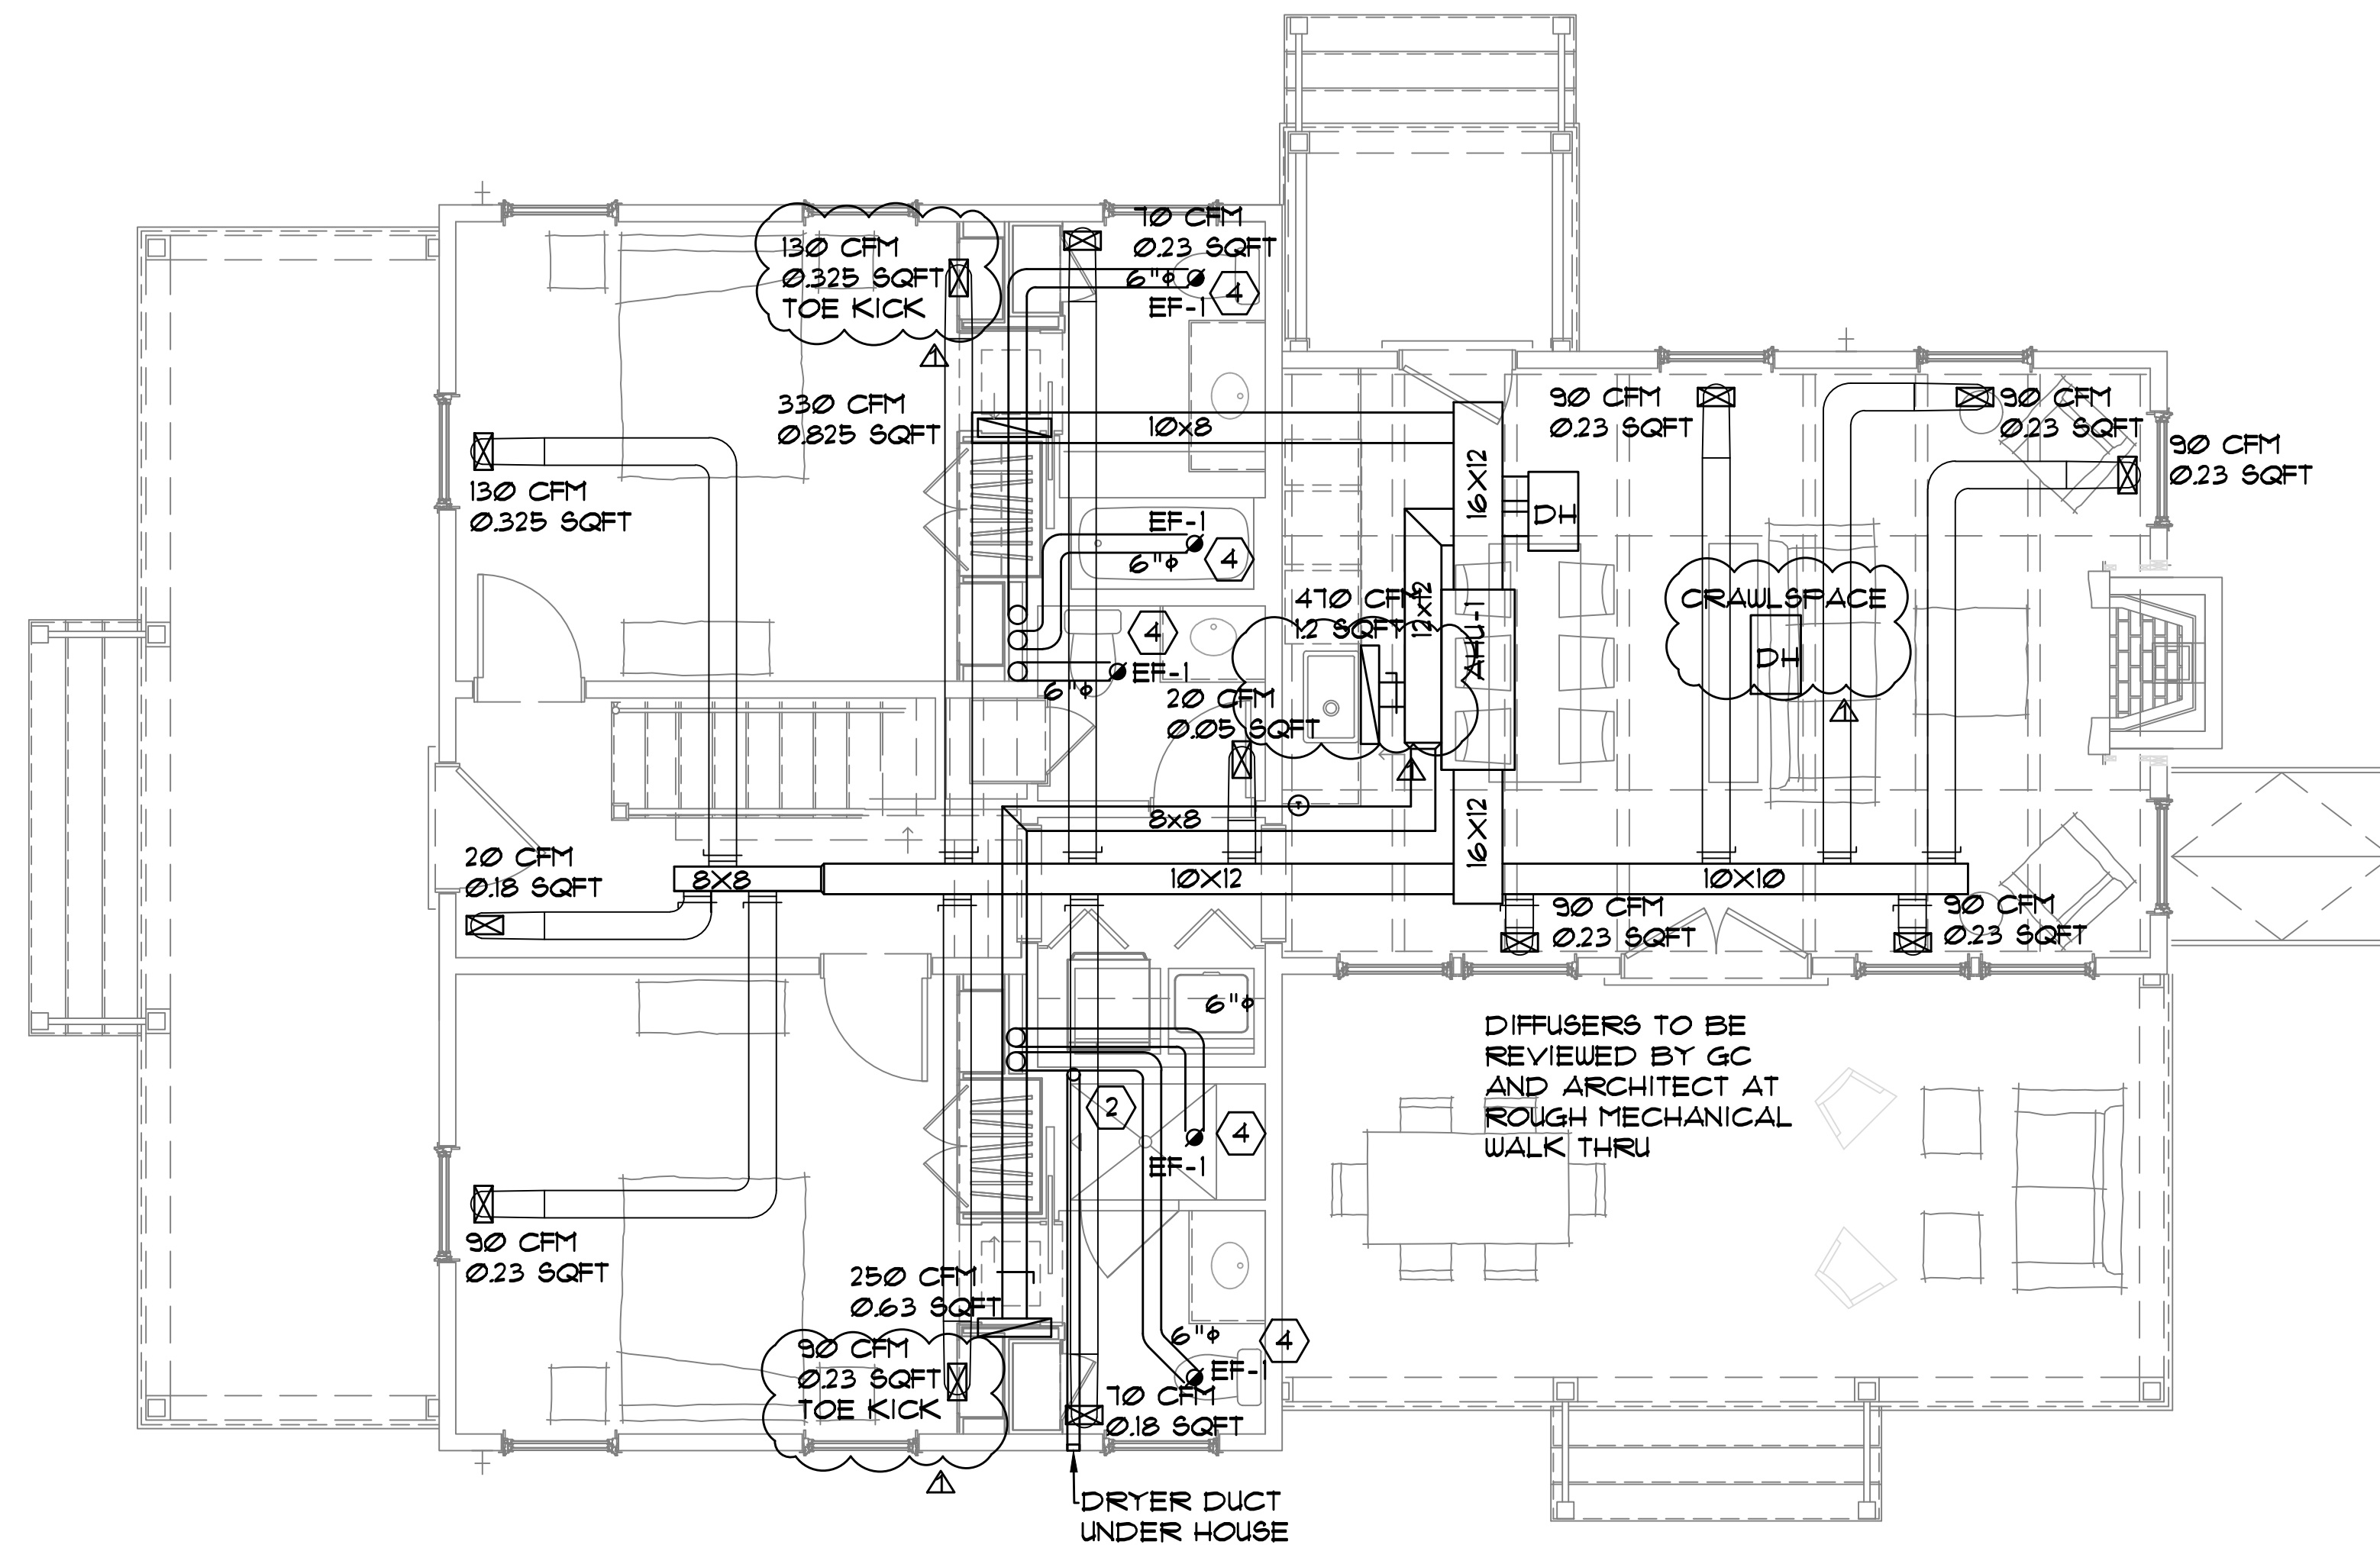 130 CFM
0.325 SQFT
TOE KICK
1
70 CFM
0.23 SQFT
6"ϕ
EF-1
4
330 CFM
0.825 SQFT
10x8
16X12
DH
90 CFM
0.23 SQFT
90 CFM
0.23 SQFT
90 CFM
0.23 SQFT
130 CFM
0.325 SQFT
EF-1
6"ϕ
4
4
EF-1
6"ϕ
470 CFM
1.2 SQFT
12x12
AHU-1
1
CRAWLSPACE
DH
1
20 CFM
0.05 SQFT
8x8
16X12
20 CFM
0.18 SQFT
8X8
10X12
10X10
90 CFM
0.23 SQFT
90 CFM
0.23 SQFT
6"ϕ
2
4
EF-1
DIFFUSERS TO BE
REVIEWED BY GC
AND ARCHITECT AT
ROUGH MECHANICAL
WALK THRU
90 CFM
0.23 SQFT
250 CFM
0.63 SQFT
90 CFM
0.23 SQFT
TOE KICK
1
6"ϕ
4
EF-1
70 CFM
0.18 SQFT
DRYER DUCT
UNDER HOUSE